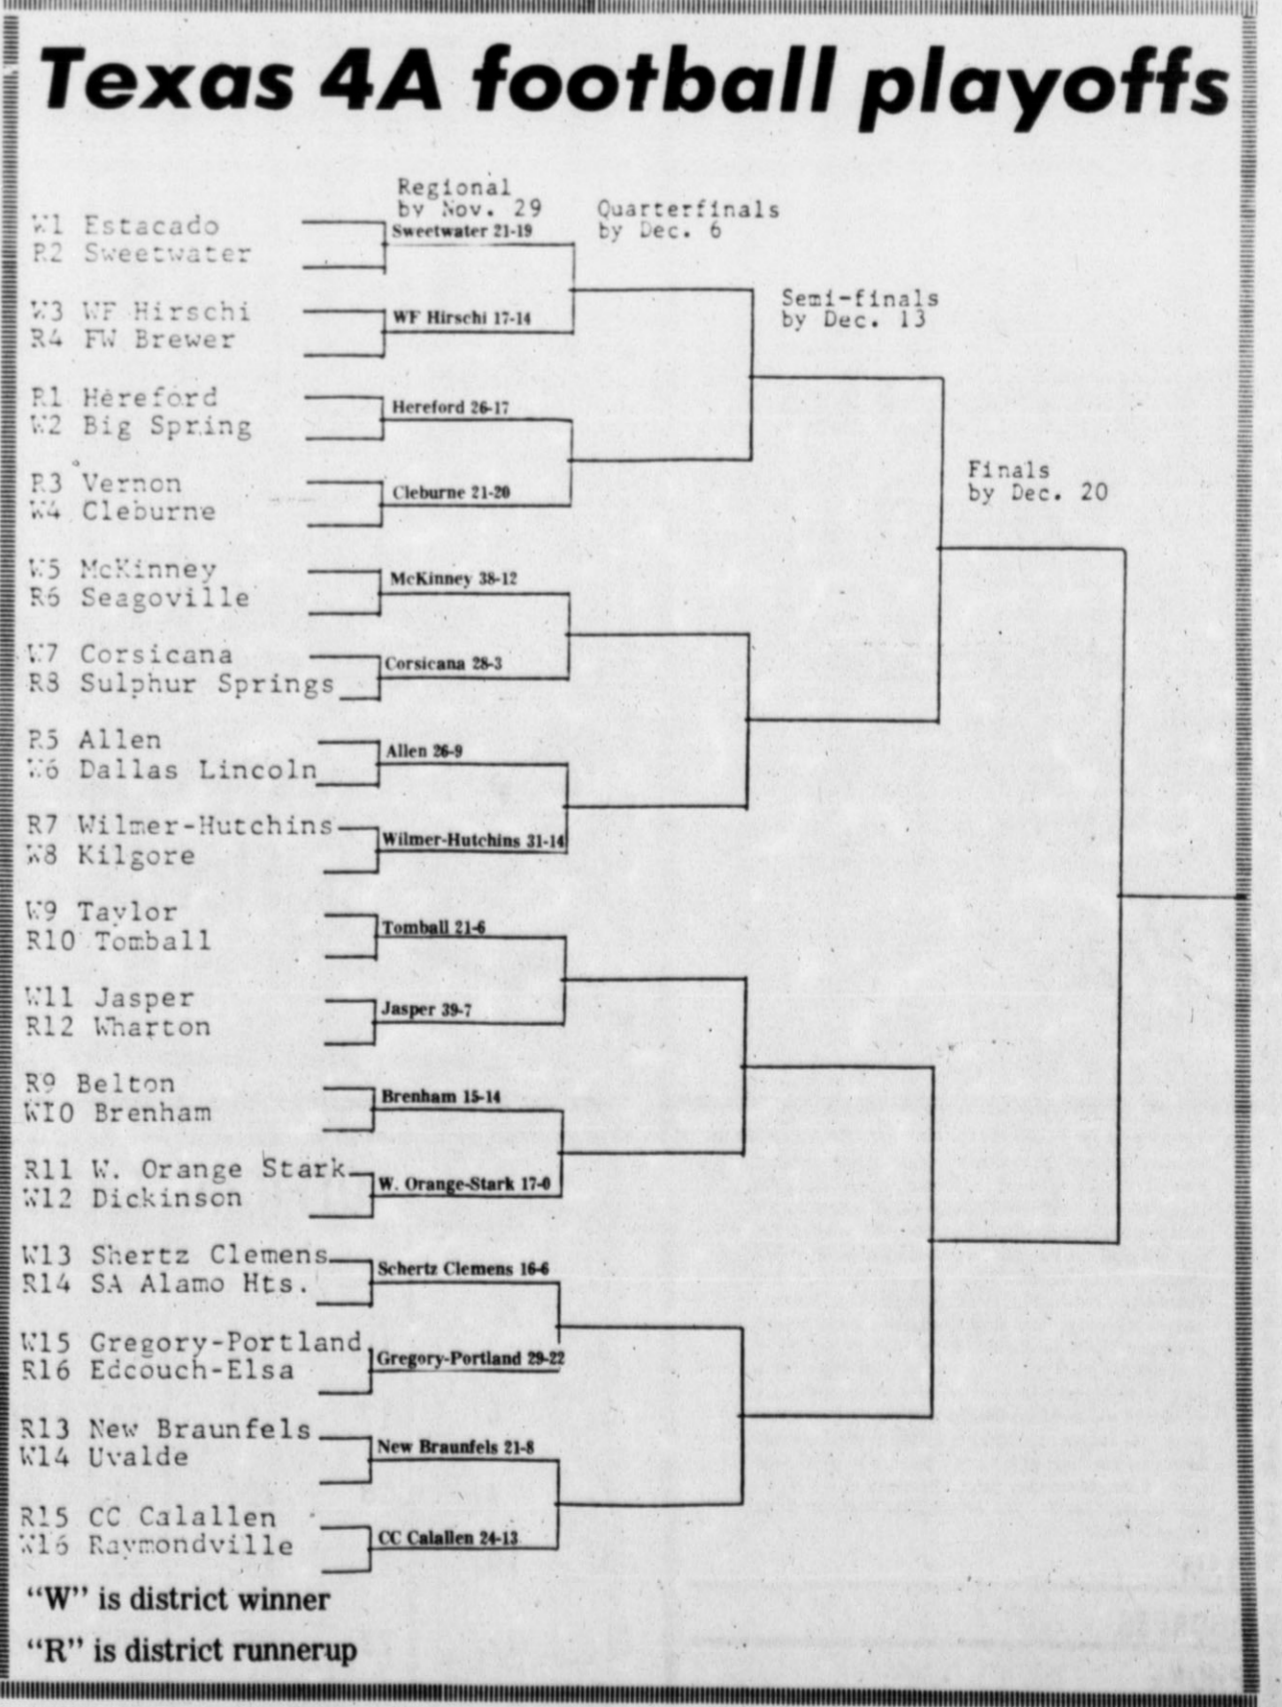 Texas 4A football playoffs
Regional
by Nov. 29
Quarterfinals
by Dec. 6
Semi-finals
by Dec. 13
Finals
by Dec. 20
W1 Estacado
R2 Sweetwater
Sweetwater 21-19
W3 WF Hirschi
R4 FW Brewer
WF Hirschi 17-14
R1 Hereford
W2 Big Spring
Hereford 26-17
R3 Vernon
W4 Cleburne
Cleburne 21-20
W5 McKinney
R6 Seagoville
McKinney 38-12
W7 Corsicana
R8 Sulphur Springs
Corsicana 28-3
R5 Allen
W6 Dallas Lincoln
Allen 26-9
R7 Wilmer-Hutchins
W8 Kilgore
Wilmer-Hutchins 31-14
W9 Taylor
R10 Tomball
Tomball 21-6
W11 Jasper
R12 Wharton
Jasper 39-7
R9 Belton
W10 Brenham
Brenham 15-14
R11 W. Orange Stark
W12 Dickinson
W. Orange-Stark 17-0
W13 Shertz Clemens
R14 SA Alamo Hts.
Schertz Clemens 16-6
W15 Gregory-Portland
R16 Edcouch-Elsa
Gregory-Portland 29-22
R13 New Braunfels
W14 Uvalde
New Braunfels 21-8
R15 CC Calallen
W16 Raymondville
CC Calallen 24-13
"W" is district winner
"R" is district runnerup